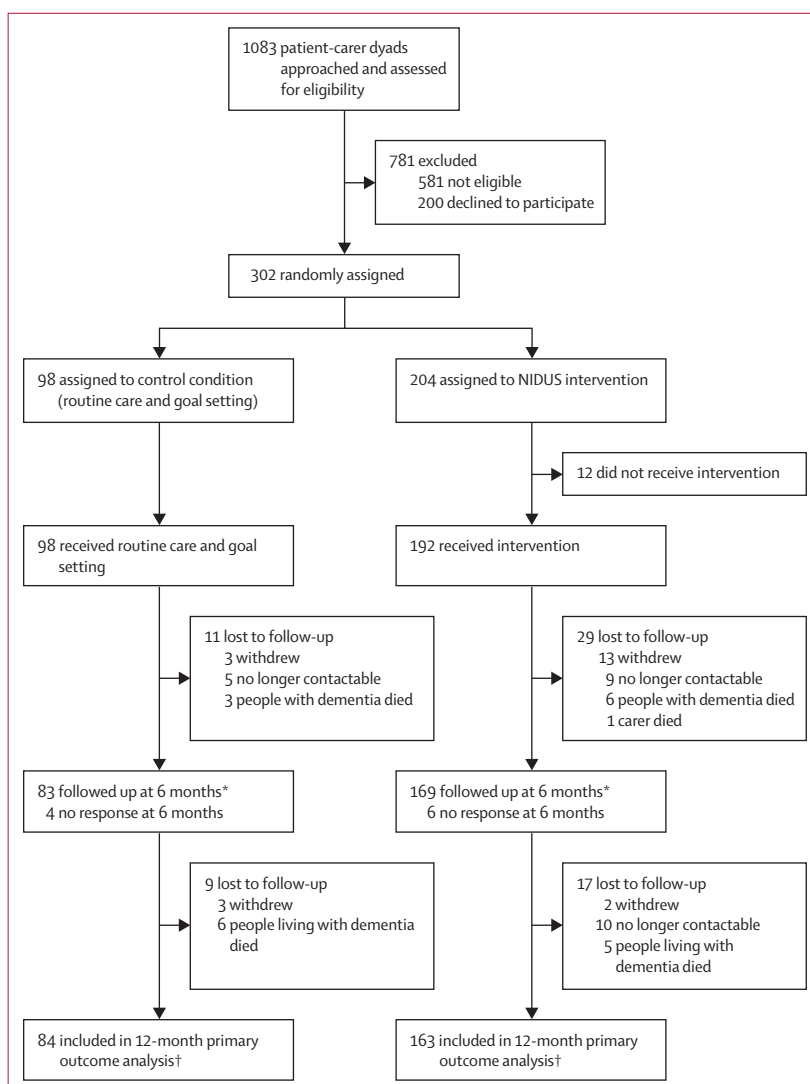 1083 patient-carer dyads
approached and assessed
for eligibility
781 excluded
581 not eligible
200 declined to participate
302 randomly assigned
98 assigned to control condition
(routine care and goal setting)
204 assigned to NIDUS intervention
12 did not receive intervention
98 received routine care and goal
setting
192 received intervention
11 lost to follow-up
3 withdrew
5 no longer contactable
3 people with dementia died
29 lost to follow-up
13 withdrew
9 no longer contactable
6 people with dementia died
1 carer died
83 followed up at 6 months*
4 no response at 6 months
169 followed up at 6 months*
6 no response at 6 months
9 lost to follow-up
3 withdrew
6 people living with dementia
died
17 lost to follow-up
2 withdrew
10 no longer contactable
5 people living with
dementia died
84 included in 12-month primary
outcome analysis†
163 included in 12-month primary
outcome analysis†